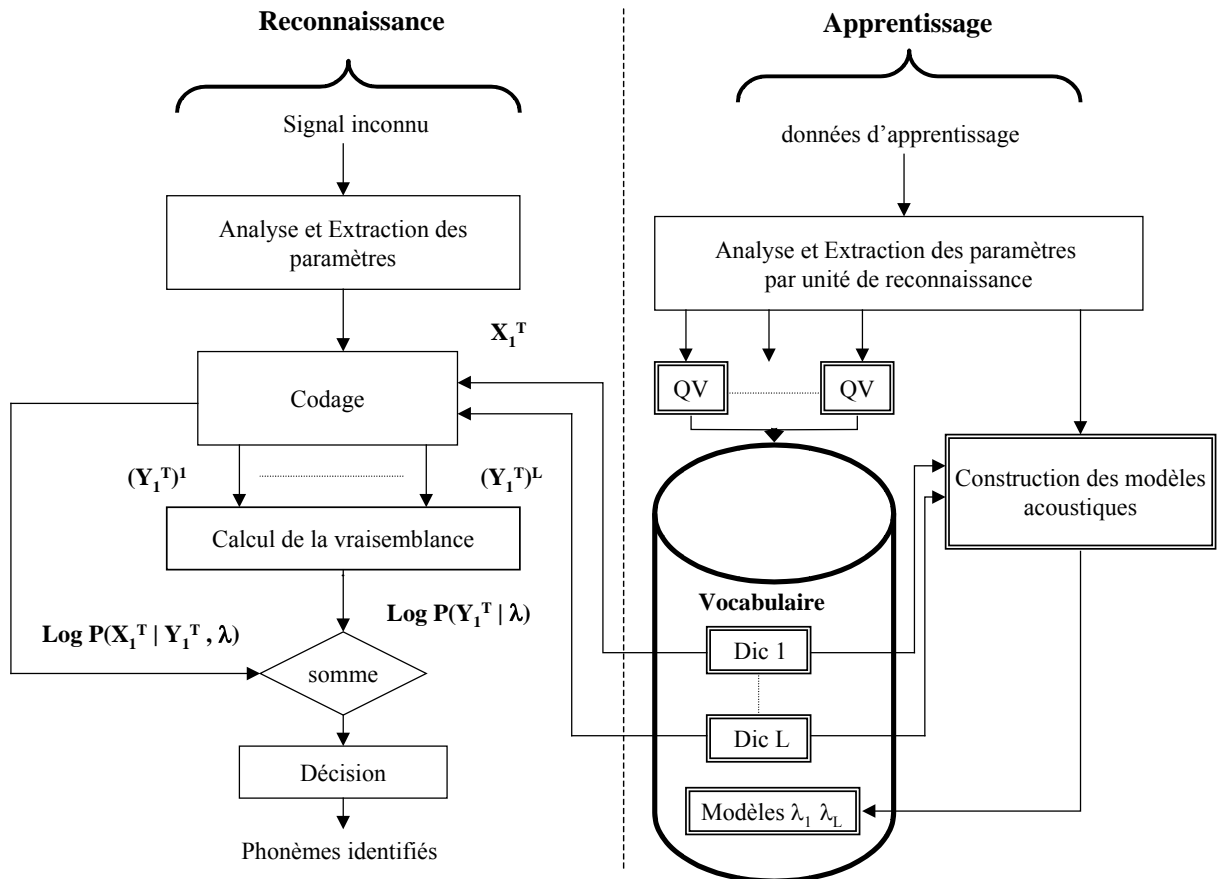 Reconnaissance
Signal inconnu
Analyse et Extraction des
paramètres
X₁ᵀ
Codage
(Y₁ᵀ)¹
(Y₁ᵀ)ᴸ
Calcul de la vraisemblance
Log P(Y₁ᵀ | λ)
Log P(X₁ᵀ | Y₁ᵀ , λ)
somme
Décision
Phonèmes identifiés
Apprentissage
données d’apprentissage
Analyse et Extraction des paramètres
par unité de reconnaissance
QV
QV
Construction des modèles
acoustiques
Vocabulaire
Dic 1
Dic L
Modèles λ₁ λ_L